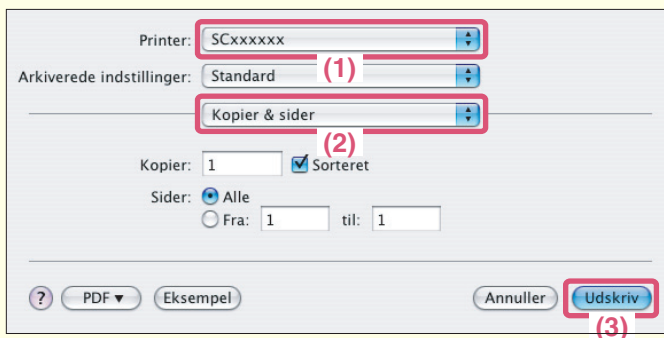 Printer: SCxxxxxx
(1)
Arkiverede indstillinger: Standard
Kopier & sider
(2)
Kopier: 1 Sorteret
Sider: Alle
Fra: 1 til: 1
? PDF ▼ Eksempel Annuller Udskriv
(3)